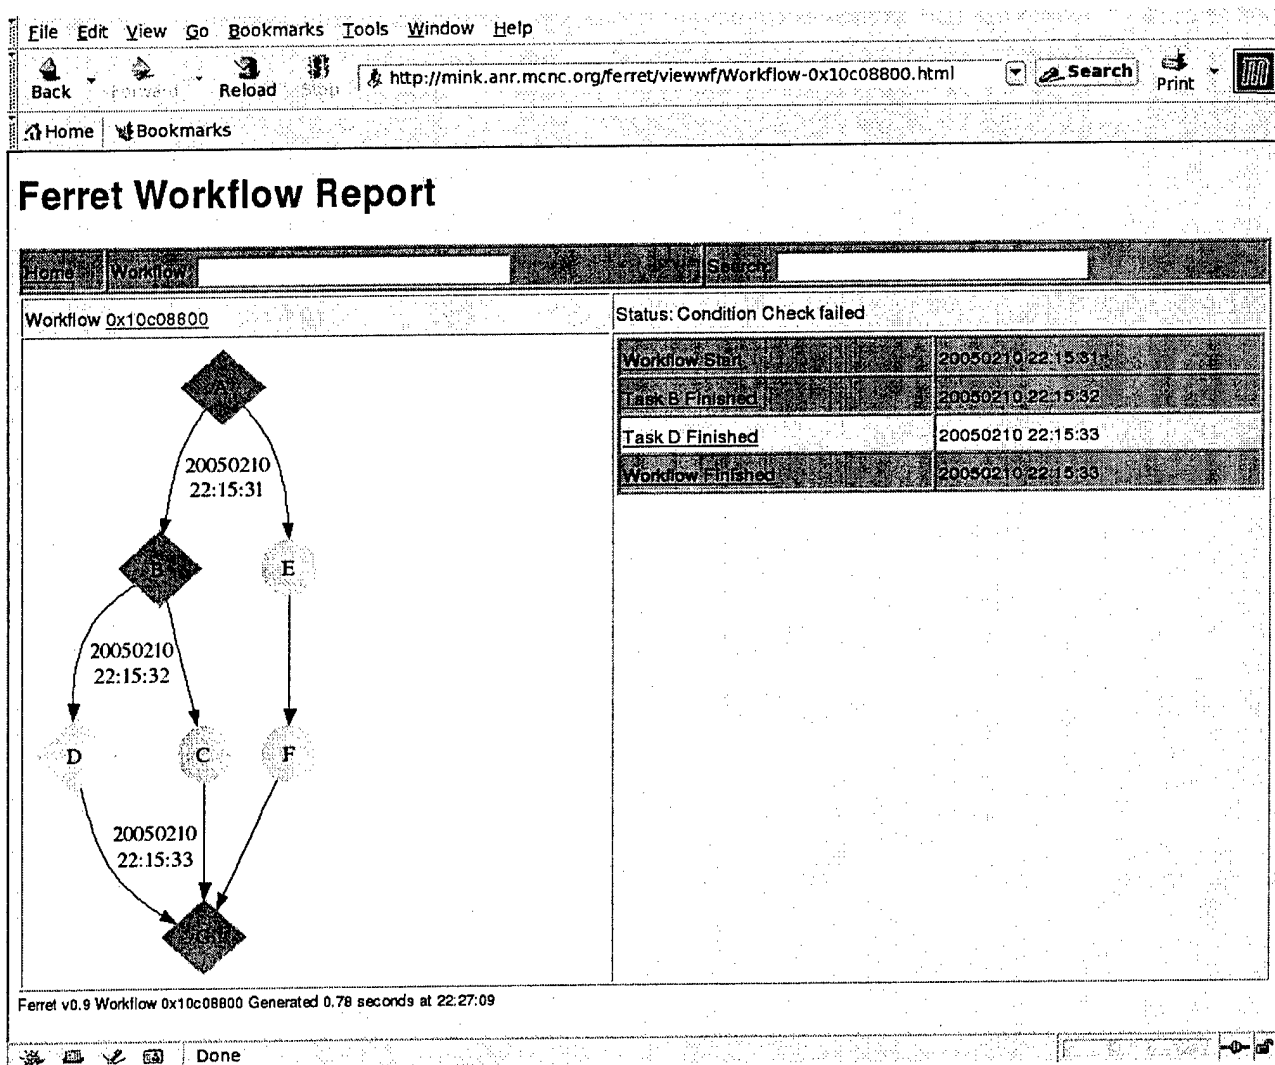 File Edit View Go Bookmarks Tools Window Help
http://mink.anr.mcnc.org/ferret/viewwf/Workflow-0x10c08800.html
Search
Back Forward Reload Stop
Print
Home Bookmarks
Ferret Workflow Report
Home Workflow: Search:
Workflow 0x10c08800
Status: Condition Check failed
Workflow Start 20050210 22:15:31
Task B Finished 20050210 22:15:32
Task D Finished 20050210 22:15:33
Workflow Finished 20050210 22:15:33
A
20050210
22:15:31
B
E
20050210
22:15:32
D
C
F
20050210
22:15:33
G
Ferret v0.9 Workflow 0x10c08800 Generated 0.78 seconds at 22:27:09
Done